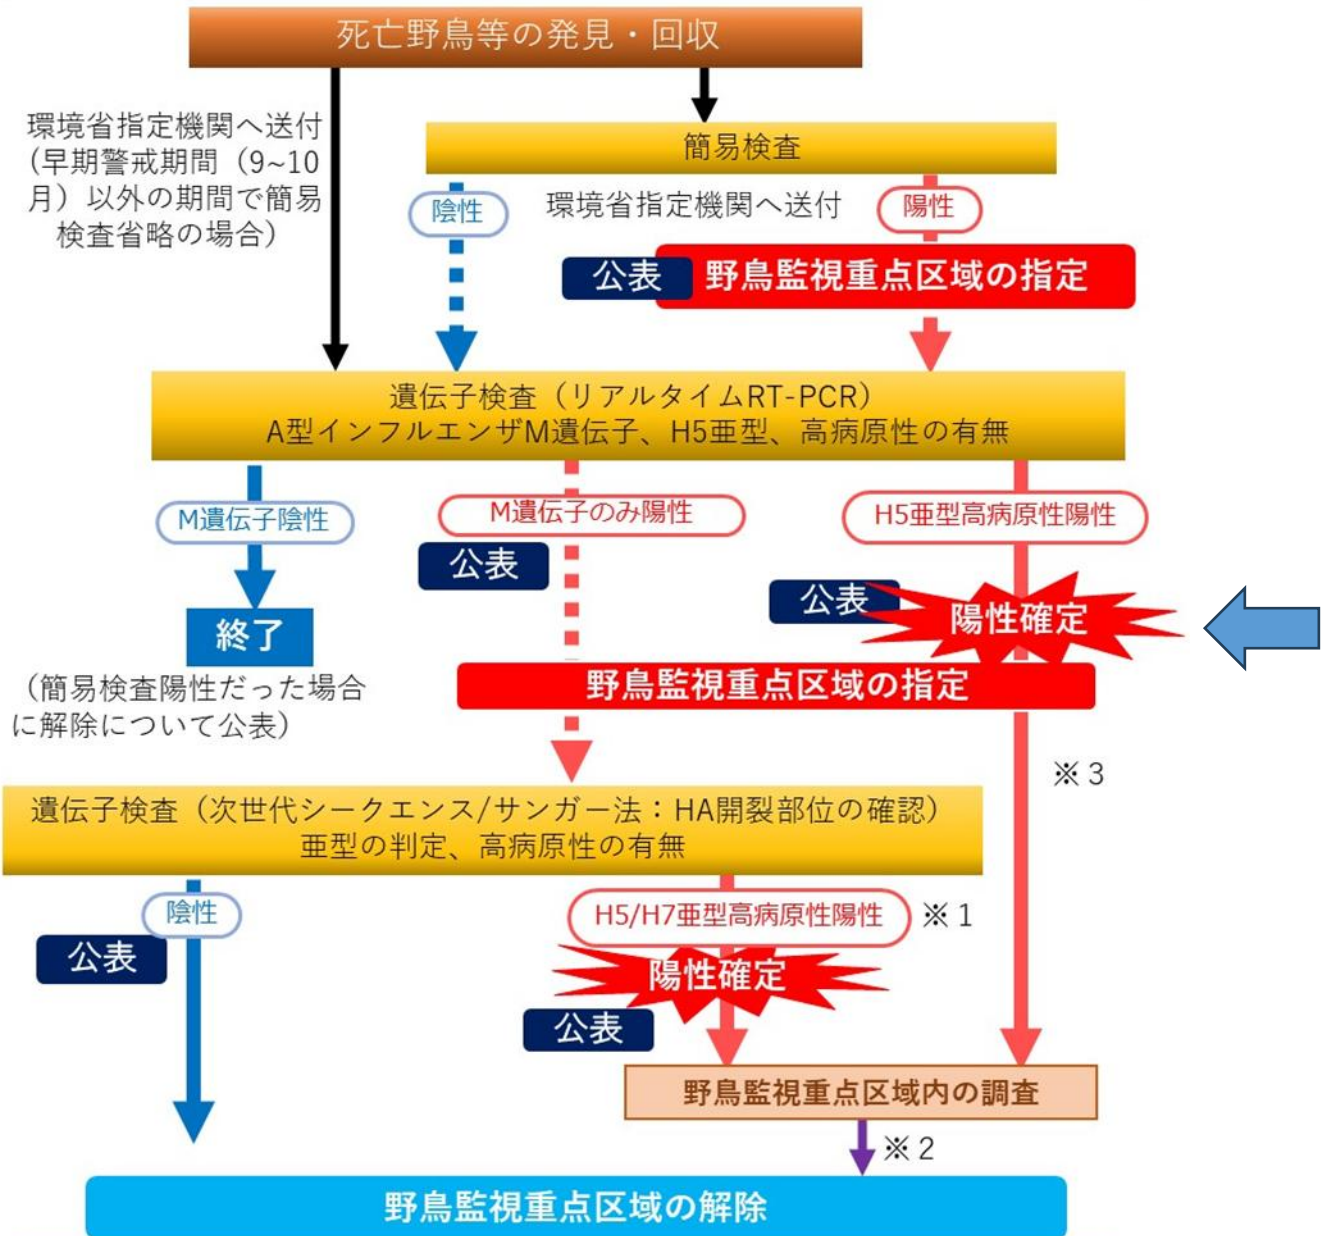 死亡野鳥等の発見・回収
環境省指定機関へ送付
(早期警戒期間（9~10
月）以外の期間で簡易
検査省略の場合)
簡易検査
陰性
環境省指定機関へ送付
陽性
公表
野鳥監視重点区域の指定
遺伝子検査（リアルタイムRT-PCR）
A型インフルエンザM遺伝子、H5亜型、高病原性の有無
M遺伝子陰性
M遺伝子のみ陽性
H5亜型高病原性陽性
公表
公表
陽性確定
終了
（簡易検査陽性だった場合
に解除について公表）
野鳥監視重点区域の指定
※3
遺伝子検査（次世代シークエンス/サンガー法：HA開裂部位の確認）
亜型の判定、高病原性の有無
陰性
公表
H5/H7亜型高病原性陽性
※1
陽性確定
公表
野鳥監視重点区域内の調査
※2
野鳥監視重点区域の解除